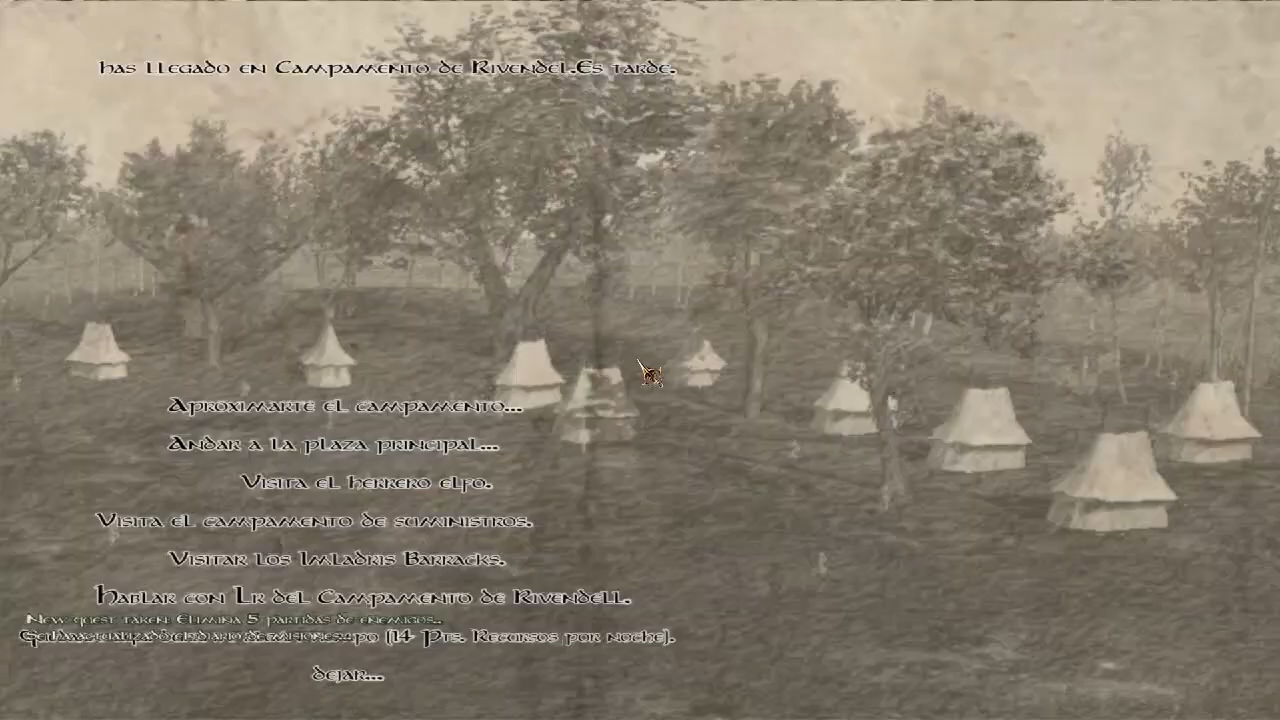 Has llegado en Campamento de Rivendel.Es tarde.
Aproximarte el campamento...
Andar a la plaza principal...
Visita el herrero elfo.
Visita el campamento de suministros.
Visitar los Imladris Barracks.
Hablar con Lr del Campamento de Rivendell.
New quest taken: Elimina 5 partidas de enemigos..
(14 Pts. Recursos por noche).
dejar...